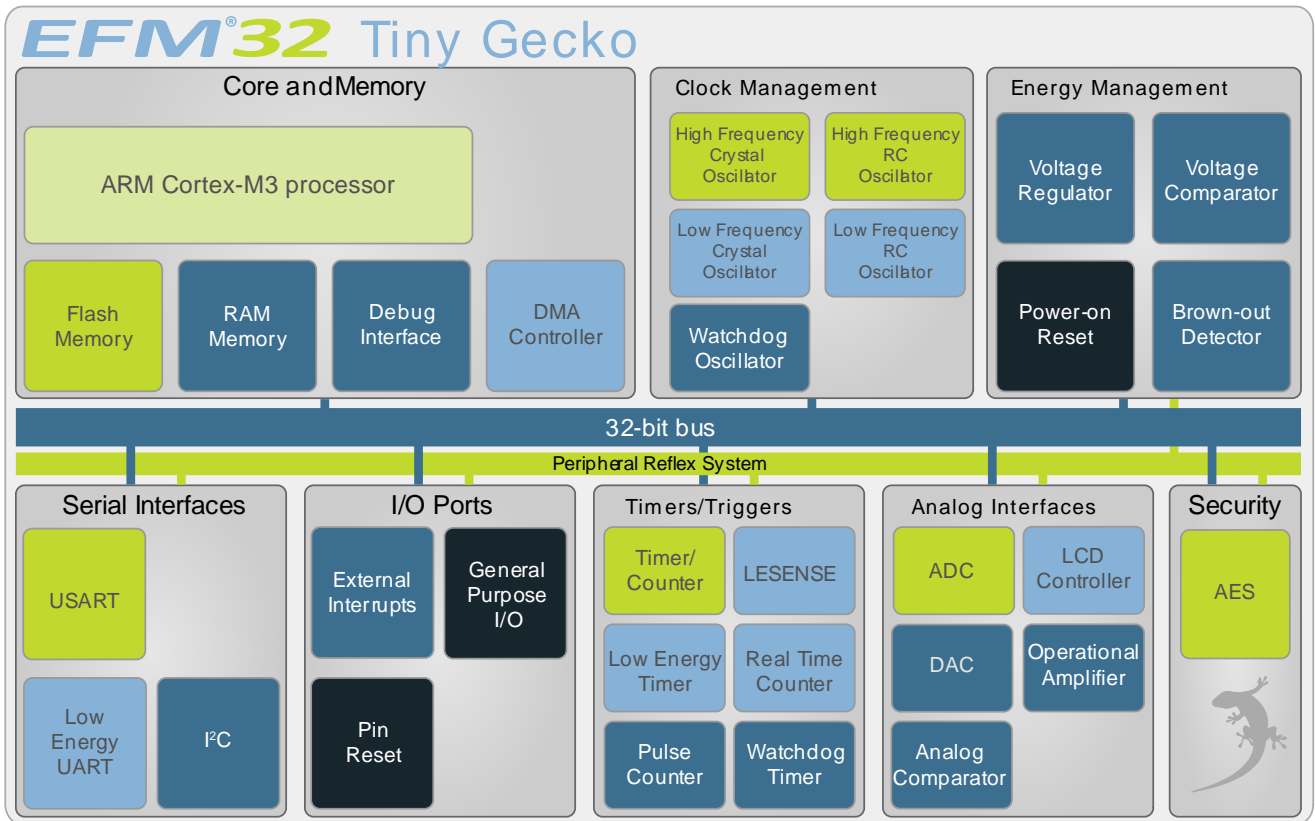 EFM®32 Tiny Gecko
Core and Memory
ARM Cortex-M3 processor
Flash
Memory
RAM
Memory
Debug
Interface
DMA
Controller
Clock Management
High Frequency
Crystal
Oscillator
High Frequency
RC
Oscillator
Low Frequency
Crystal
Oscillator
Low Frequency
RC
Oscillator
Watchdog
Oscillator
Energy Management
Voltage
Regulator
Voltage
Comparator
Power-on
Reset
Brown-out
Detector
32-bit bus
Peripheral Reflex System
Serial Interfaces
USART
Low
Energy
UART
I²C
I/O Ports
External
Interrupts
General
Purpose
I/O
Pin
Reset
Timers/Triggers
Timer/
Counter
LESENSE
Low Energy
Timer
Real Time
Counter
Pulse
Counter
Watchdog
Timer
Analog Interfaces
ADC
LCD
Controller
DAC
Operational
Amplifier
Analog
Comparator
Security
AES